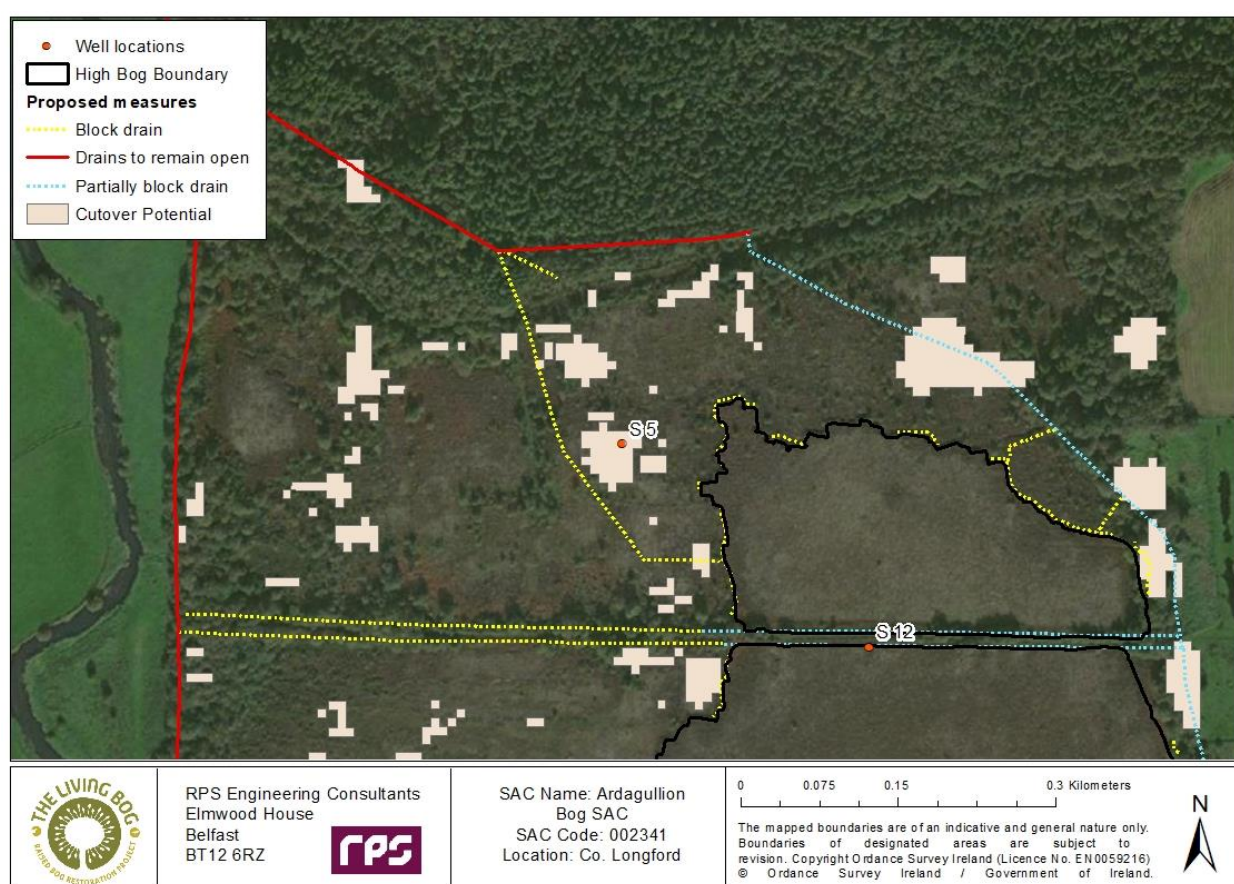 Well locations
High Bog Boundary
Proposed measures
Block drain
Drains to remain open
Partially block drain
Cutover Potential
S 5
S 12
THE LIVING BOG
RAISED BOG RESTORATION PROJECT
RPS Engineering Consultants
Elmwood House
Belfast
BT12 6RZ
rps
SAC Name: Ardagullion
Bog SAC
SAC Code: 002341
Location: Co. Longford
0 0.075 0.15 0.3 Kilometers
The mapped boundaries are of an indicative and general nature only.
Boundaries of designated areas are subject to
revision. Copyright Ordnance Survey Ireland (Licence No. EN0059216)
© Ordnance Survey Ireland / Government of Ireland.
N